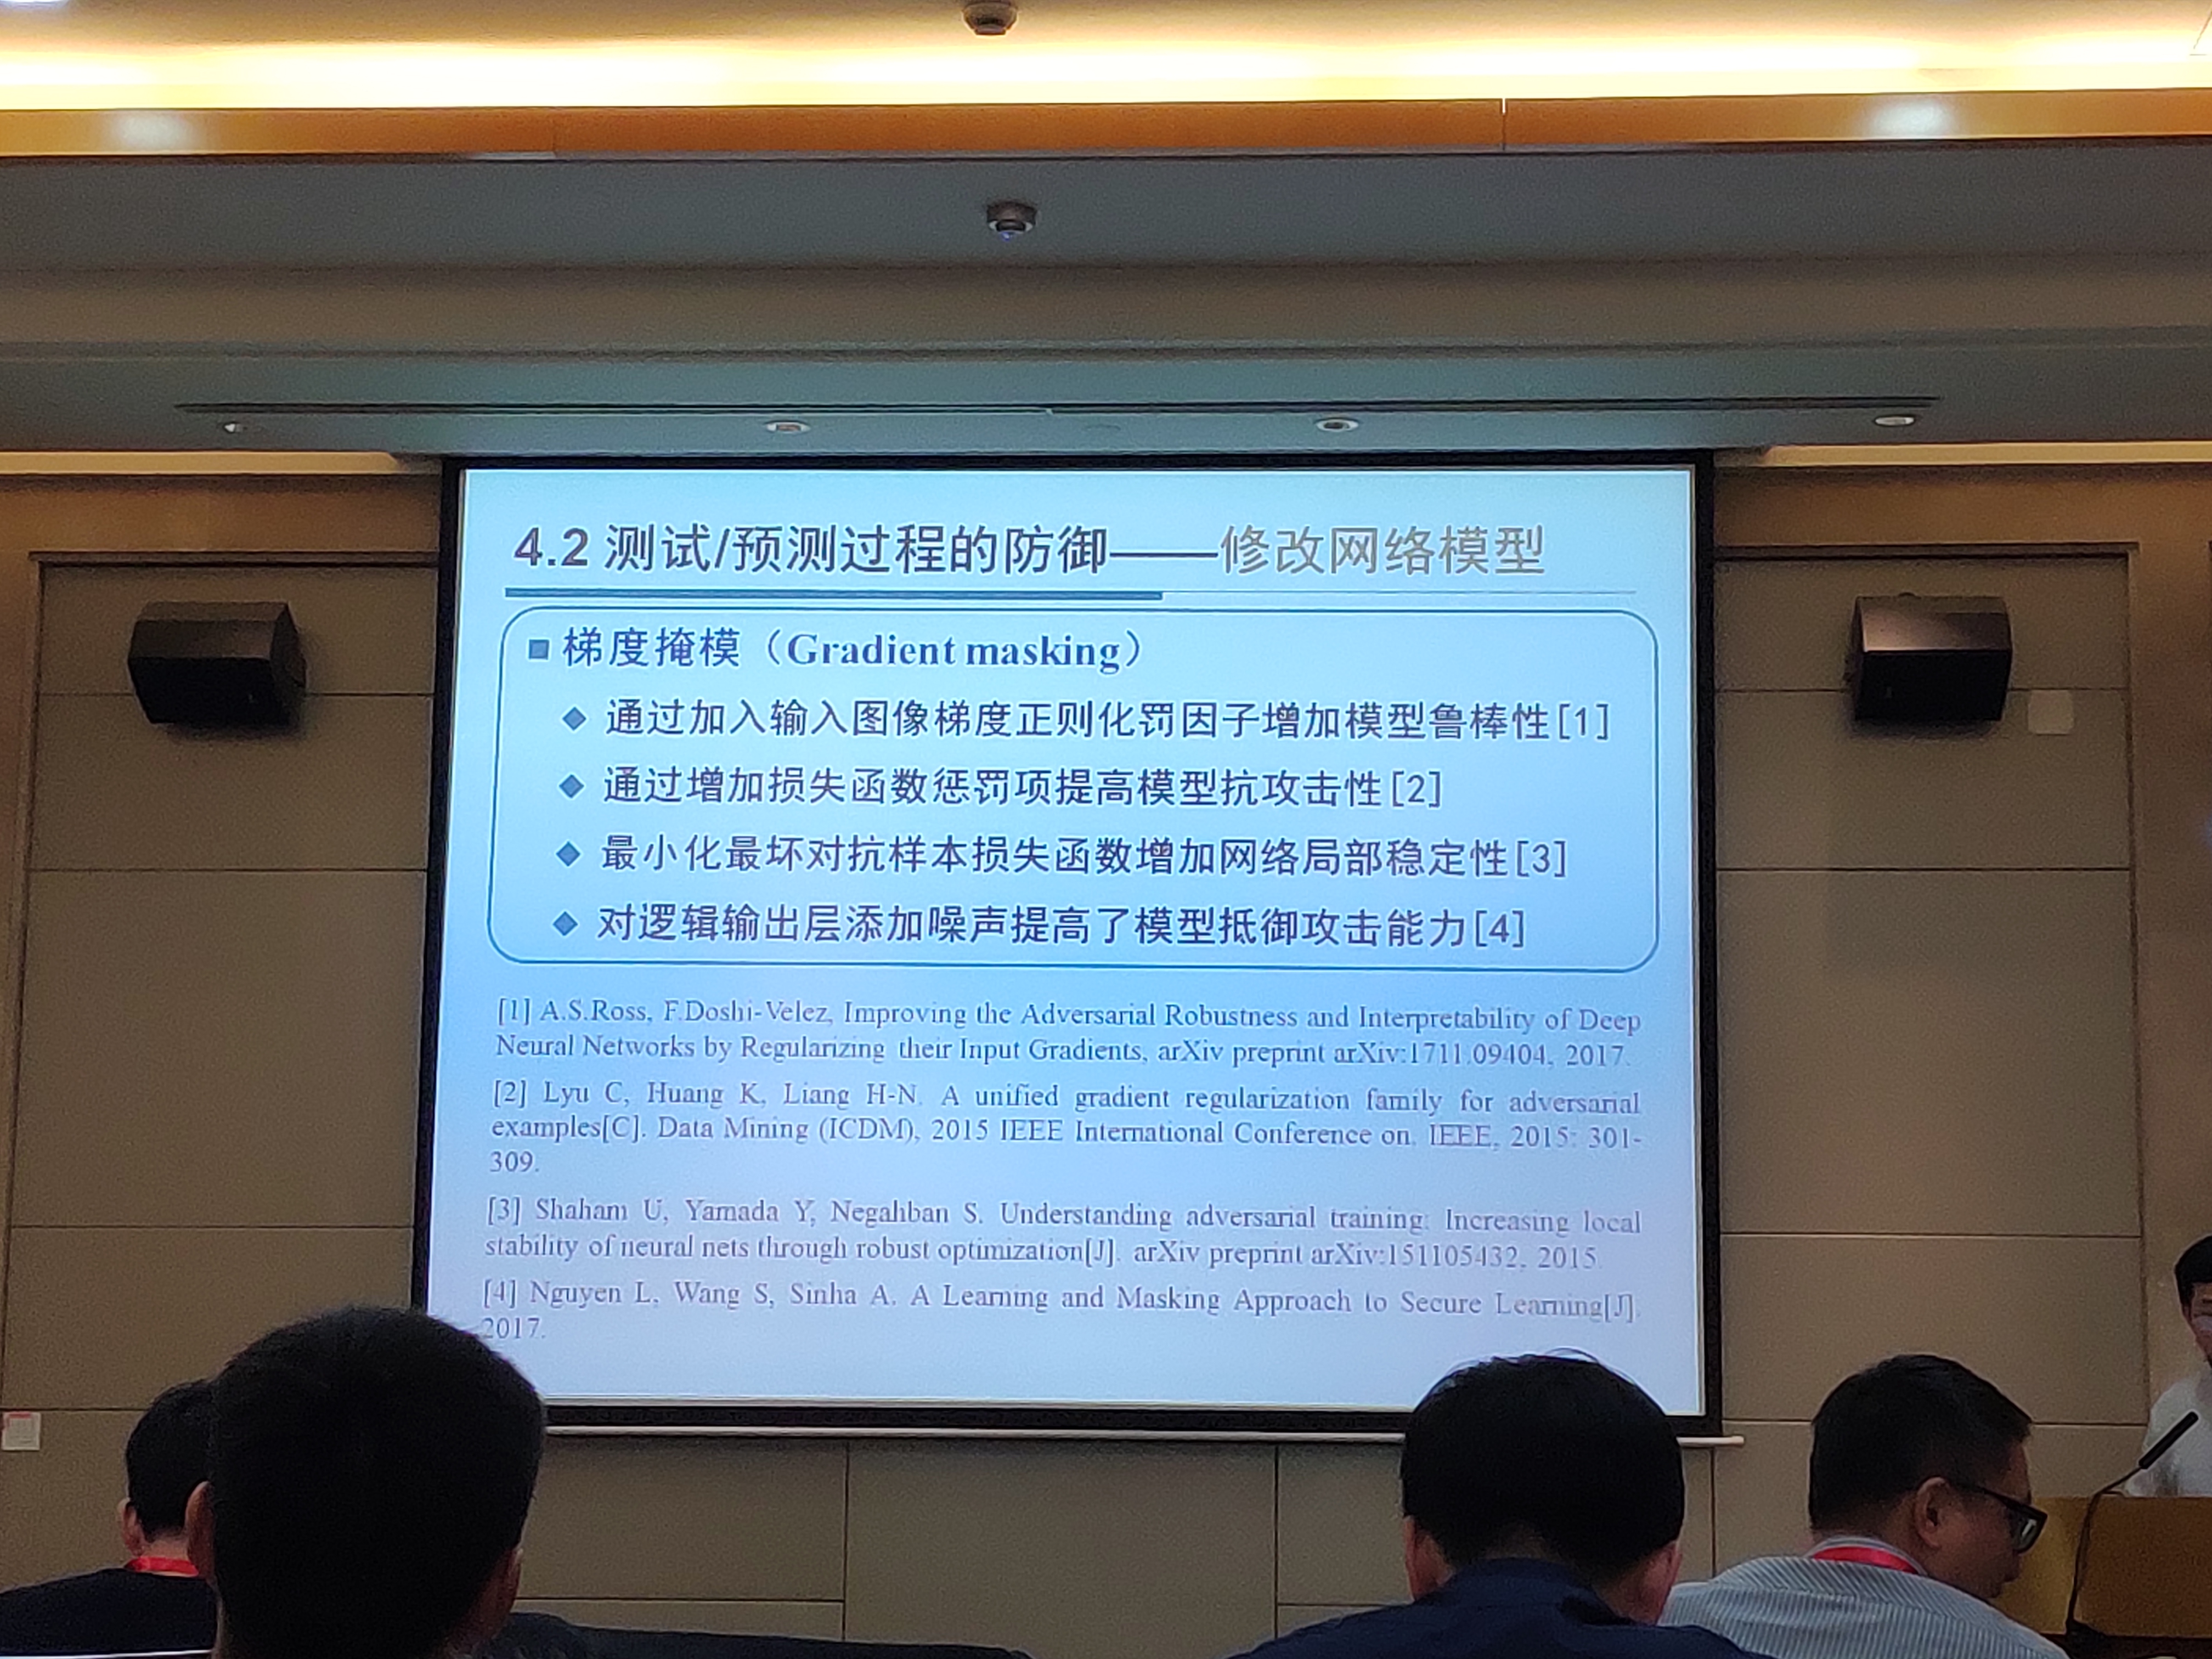 4.2 测试/预测过程的防御——修改网络模型
梯度掩模（Gradient masking）
通过加入输入图像梯度正则化罚因子增加模型鲁棒性[1]
通过增加损失函数惩罚项提高模型抗攻击性[2]
最小化最坏对抗样本损失函数增加网络局部稳定性[3]
对逻辑输出层添加噪声提高了模型抵御攻击能力[4]
[1] A.S.Ross, F.Doshi-Velez, Improving the Adversarial Robustness and Interpretability of Deep
Neural Networks by Regularizing their Input Gradients, arXiv preprint arXiv:1711.09404, 2017.
[2] Lyu C, Huang K, Liang H-N. A unified gradient regularization family for adversarial
examples[C]. Data Mining (ICDM), 2015 IEEE International Conference on. IEEE, 2015: 301-
309.
[3] Shaham U, Yamada Y, Negahban S. Understanding adversarial training: Increasing local
stability of neural nets through robust optimization[J]. arXiv preprint arXiv:151105432, 2015.
[4] Nguyen L, Wang S, Sinha A. A Learning and Masking Approach to Secure Learning[J].
2017.